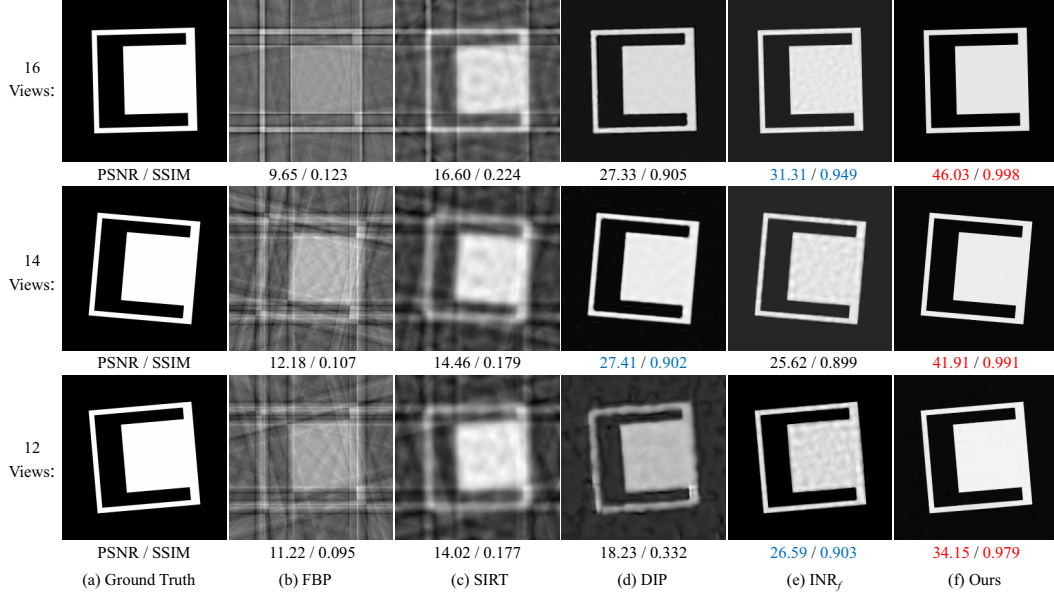 16
Views:
PSNR / SSIM
9.65 / 0.123
16.60 / 0.224
27.33 / 0.905
31.31 / 0.949
46.03 / 0.998
14
Views:
PSNR / SSIM
12.18 / 0.107
14.46 / 0.179
27.41 / 0.902
25.62 / 0.899
41.91 / 0.991
12
Views:
PSNR / SSIM
11.22 / 0.095
14.02 / 0.177
18.23 / 0.332
26.59 / 0.903
34.15 / 0.979
(a) Ground Truth
(b) FBP
(c) SIRT
(d) DIP
(e) INRf
(f) Ours